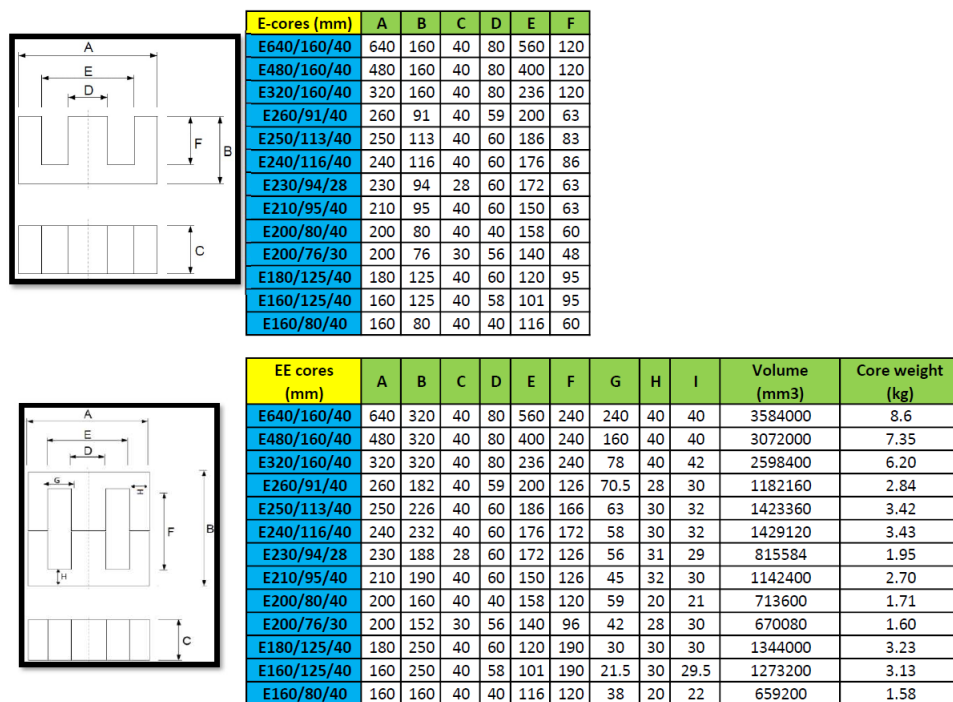 E-cores (mm) A B C D E F
E640/160/40 640 160 40 80 560 120
E480/160/40 480 160 40 80 400 120
E320/160/40 320 160 40 80 236 120
E260/91/40 260 91 40 59 200 63
E250/113/40 250 113 40 60 186 83
E240/116/40 240 116 40 60 176 86
E230/94/28 230 94 28 60 172 63
E210/95/40 210 95 40 60 150 63
E200/80/40 200 80 40 40 158 60
E200/76/30 200 76 30 56 140 48
E180/125/40 180 125 40 60 120 95
E160/125/40 160 125 40 58 101 95
E160/80/40 160 80 40 40 116 60
A
E
D
F
B
C
EE cores (mm) A B C D E F G H I Volume (mm3) Core weight (kg)
E640/160/40 640 320 40 80 560 240 240 40 40 3584000 8.6
E480/160/40 480 320 40 80 400 240 160 40 40 3072000 7.35
E320/160/40 320 320 40 80 236 240 78 40 42 2598400 6.20
E260/91/40 260 182 40 59 200 126 70.5 28 30 1182160 2.84
E250/113/40 250 226 40 60 186 166 63 30 32 1423360 3.42
E240/116/40 240 232 40 60 176 172 58 30 32 1429120 3.43
E230/94/28 230 188 28 60 172 126 56 31 29 815584 1.95
E210/95/40 210 190 40 60 150 126 45 32 30 1142400 2.70
E200/80/40 200 160 40 40 158 120 59 20 21 713600 1.71
E200/76/30 200 152 30 56 140 96 42 28 30 670080 1.60
E180/125/40 180 250 40 60 120 190 30 30 30 1344000 3.23
E160/125/40 160 250 40 58 101 190 21.5 30 29.5 1273200 3.13
E160/80/40 160 160 40 40 116 120 38 20 22 659200 1.58
A
E
D
G
H
F
B
H
C